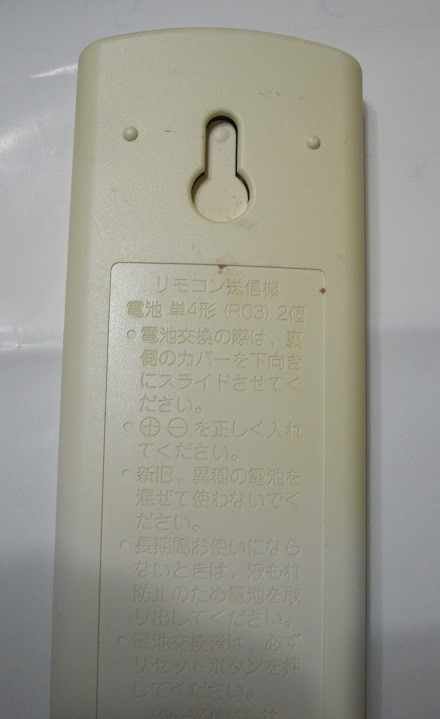 リモコン送信機
電池 単4形 (R03) 2個
○電池交換の際は、裏
側のカバーを下向き
にスライドさせてく
ださい。
○⊕⊖を正しく入れ
てください。
○新旧、異種の電池を
混ぜて使わないでく
ださい。
○長期間お使いになら
ないときは、液もれ
防止のため電池を取
り出してください。
○電池交換後は、必ず
リセットボタンを押
してください。